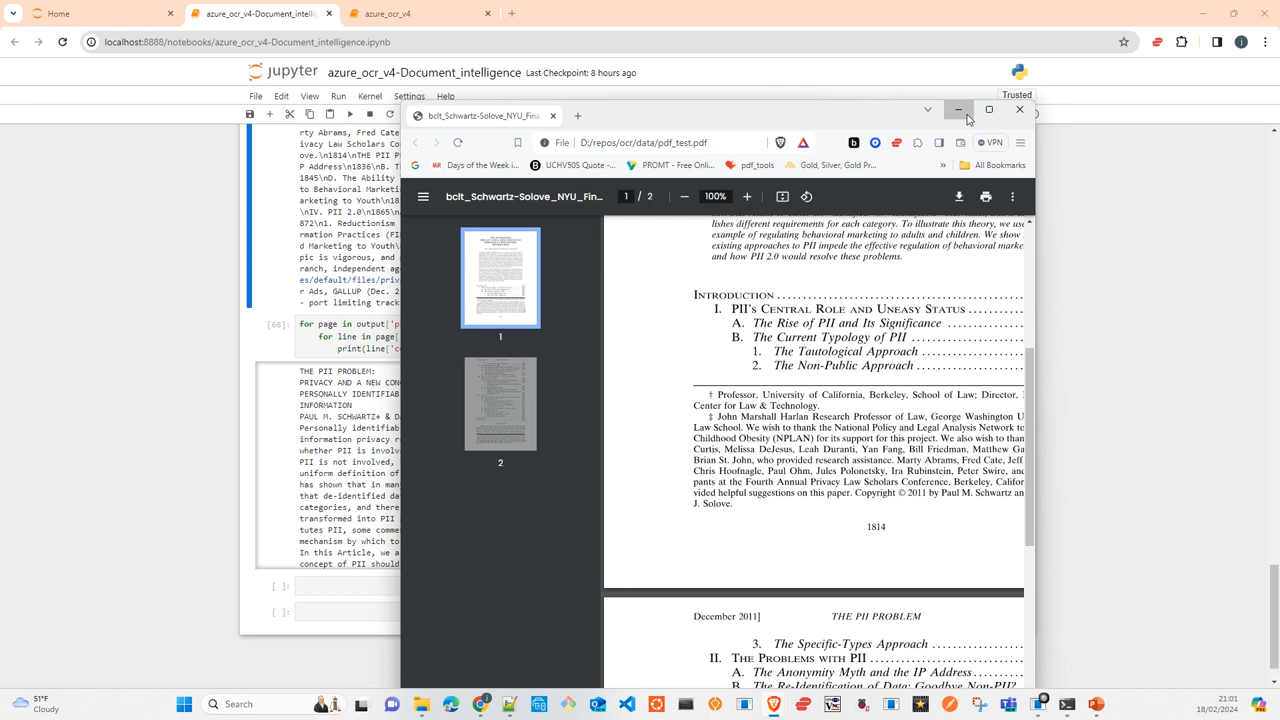 Home
azure_ocr_v4-Document_intelli
azure_ocr_v4
localhost:8888/notebooks/azure_ocr_v4-Document_intelligence.ipynb
jupyter azure_ocr_v4-Document_intelligence Last Checkpoint: 8 hours ago
File Edit View Run Kernel Settings Help
Trusted
rty Abrams, Fred Cate
ivacy Law Scholars Co
ove.\n1814\nTHE PII P
P Address\n1836\nB. T
1845\nD. The Ability
to Behavioral Marketi
arketing to Youth\n18
\nIV. PII 2.0\n1865\n
872\nA Reductionism
rmation Practices (FI
d Marketing to Youth\
pic is vigorous, and
ranch, independent ag
es/default/files/priv
r Ads, GALLUP (Dec. 2
- port limiting track
[68]: for page in output['p
for line in page[
print(line['c
THE PII PROBLEM:
PRIVACY AND A NEW CON
PERSONALLY IDENTIFIAB
INFORMATION
PAUL M. SCHWARTZ+ & DA
Personally identifiab
information privacy r
whether PII is involve
PII is not involved,
uniform definition of
has shown that in many
that de-identified dat
categories, and there
transformed into PII
tutes PII, some comme
mechanism by which to
In this Article, we a
concept of PII should
[ ]:
[ ]:
bclt_Schwartz-Solove_NYU_Fina
File D:/repos/ocr/data/pdf_test.pdf
VPN
Days of the Week i...
UCHV50S Quote -...
PROMT - Free Onli...
pdf_tools
Gold, Silver, Gold Pr...
»
All Bookmarks
bclt_Schwartz-Solove _NYU_Fin...
1 / 2
100%
1
2
lishes different requirements for each category. To illustrate this theory, we use
example of regulating behavioral marketing to adults and children. We show
existing approaches to PII impede the effective regulation of behavioral marke
and how PII 2.0 would resolve these problems.
INTRODUCTION
I. PII'S CENTRAL ROLE AND UNEASY STATUS
A. The Rise of PII and Its Significance
B. The Current Typology of PII
1. The Tautological Approach
2. The Non-Public Approach
† Professor, University of California, Berkeley, School of Law; Director,
Center for Law & Technology.
‡ John Marshall Harlan Research Professor of Law, George Washington U
Law School. We wish to thank the National Policy and Legal Analysis Network to
Childhood Obesity (NPLAN) for its support for this project. We also wish to than
Curtis, Melissa DeJesus, Leah Duranti, Yan Fang, Bill Friedman, Matthew Ga
Brian St. John, who provided research assistance. Marty Abrams, Fred Cate, Jeff
Chris Hoofnagle, Paul Ohm, Jules Polonetsky, Ira Rubinstein, Peter Swire, and
pants at the Fourth Annual Privacy Law Scholars Conference, Berkeley, Califor
vided helpful suggestions on this paper. Copyright © 2011 by Paul M. Schwartz an
J. Solove.
1814
December 2011] THE PII PROBLEM
3. The Specific-Types Approach
II. THE PROBLEMS WITH PII
A. The Anonymity Myth and the IP Address
B. The Re-Identification of Data: Goodbye Non-PII?
51°F
Cloudy
Search
21:01
18/02/2024